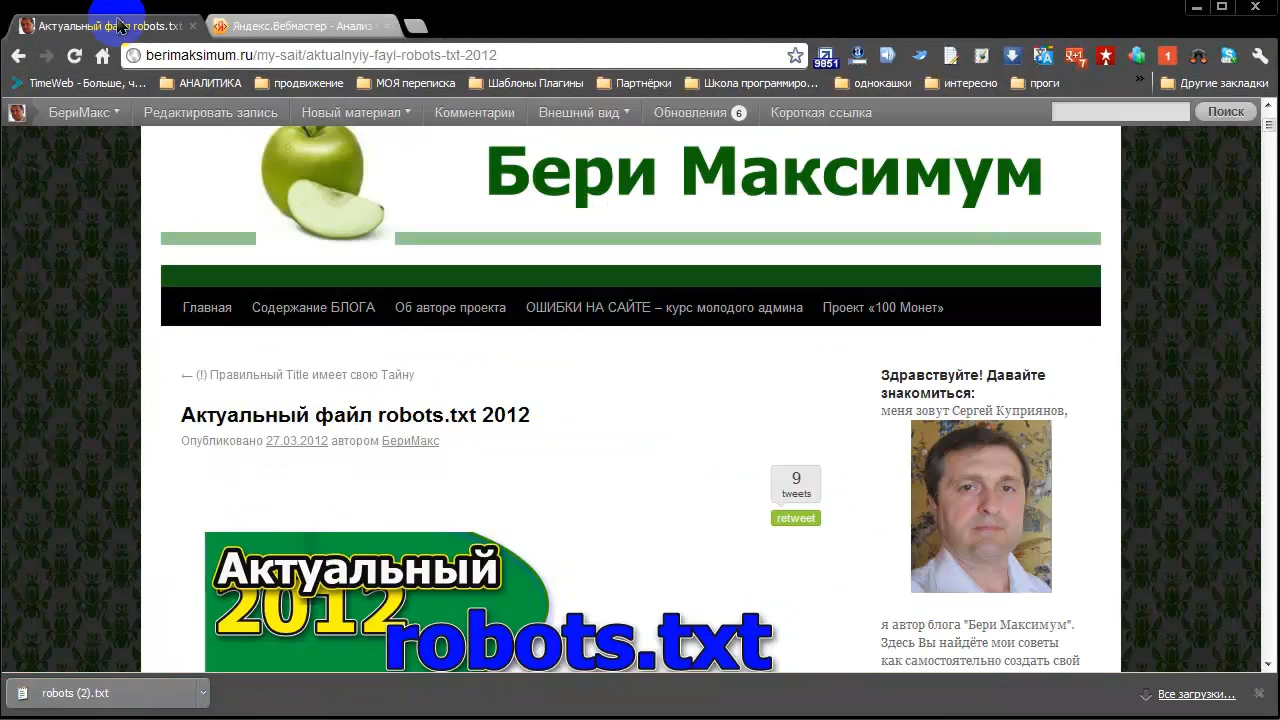 Актуальный файл robots.txt
Яндекс.Вебмастер - Анализ
berimaksimum.ru/my-sait/aktualnyiy-fayl-robots-txt-2012
9851
7
1
TimeWeb - Больше, ч...
АНАЛИТИКА
продвижение
МОЯ переписка
Шаблоны Плагины
Партнёрки
Школа программиро...
однокашки
интересно
проги
»
Другие закладки
БериМакс
Редактировать запись
Новый материал
Комментарии
Внешний вид
Обновления 6
Короткая ссылка
Поиск
Бери Максимум
Главная
Содержание БЛОГА
Об авторе проекта
ОШИБКИ НА САЙТЕ – курс молодого админа
Проект «100 Монет»
← (!) Правильный Title имеет свою Тайну
Актуальный файл robots.txt 2012
Опубликовано 27.03.2012 автором БериМакс
9
tweets
retweet
Актуальный
2012
robots.txt
Здравствуйте! Давайте
знакомиться:
меня зовут Сергей Куприянов,
я автор блога "Бери Максимум".
Здесь Вы найдёте мои советы
как самостоятельно создать свой
robots (2).txt
Все загрузки...